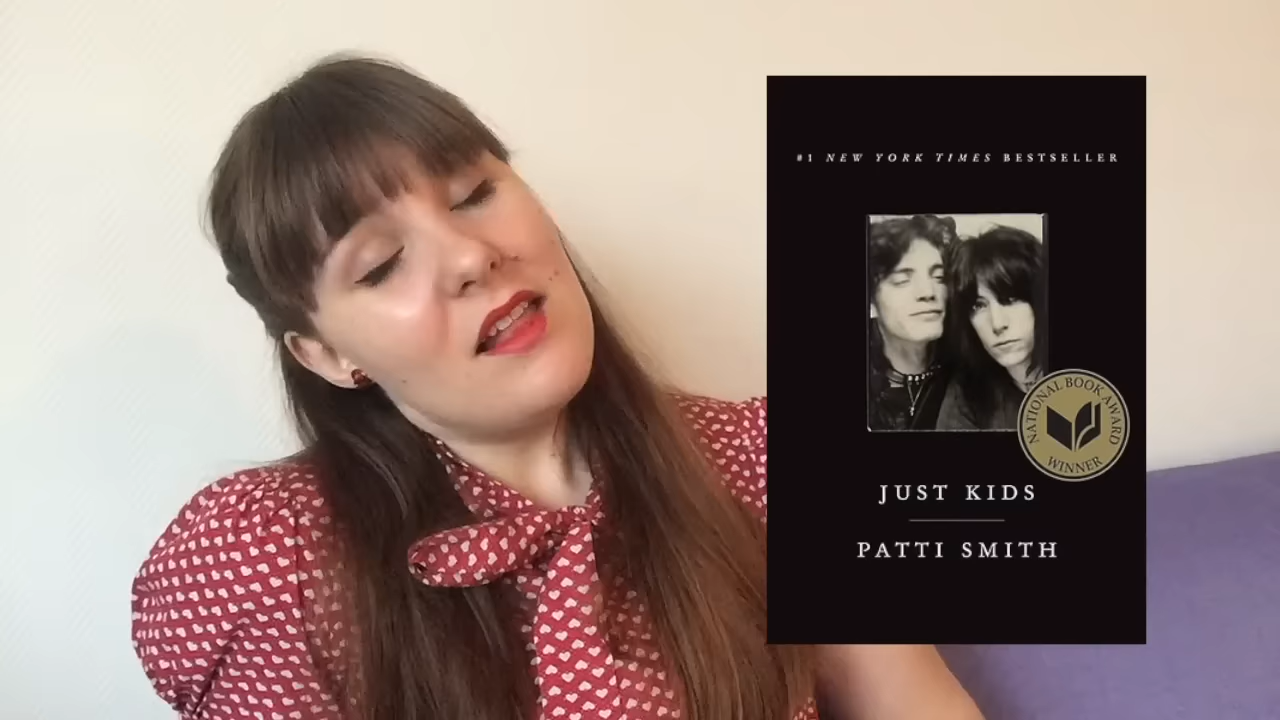 #1 NEW YORK TIMES BESTSELLER
NATIONAL BOOK AWARD
WINNER
JUST KIDS
PATTI SMITH